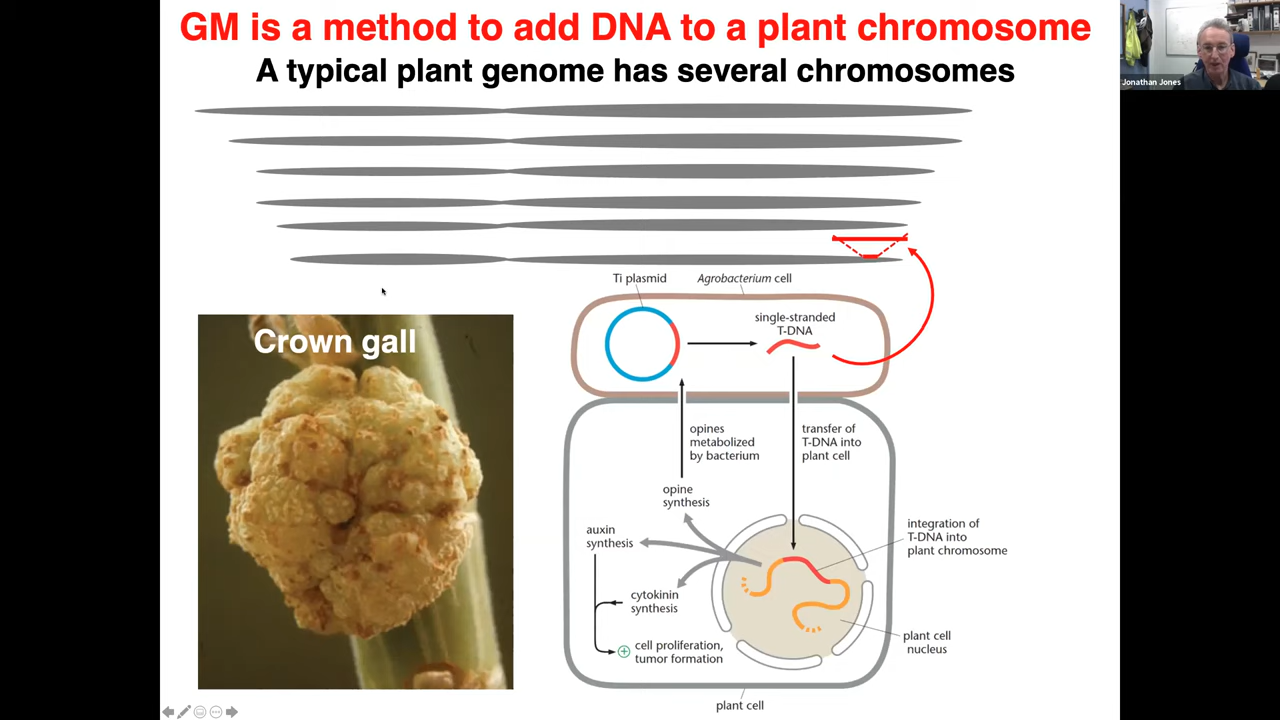 GM is a method to add DNA to a plant chromosome
A typical plant genome has several chromosomes
Jonathan Jones
Ti plasmid
Agrobacterium cell
single-stranded
T-DNA
Crown gall
opines
metabolized
by bacterium
transfer of
T-DNA into
plant cell
opine
synthesis
auxin
synthesis
integration of
T-DNA into
plant chromosome
cytokinin
synthesis
cell proliferation,
tumor formation
plant cell
nucleus
plant cell